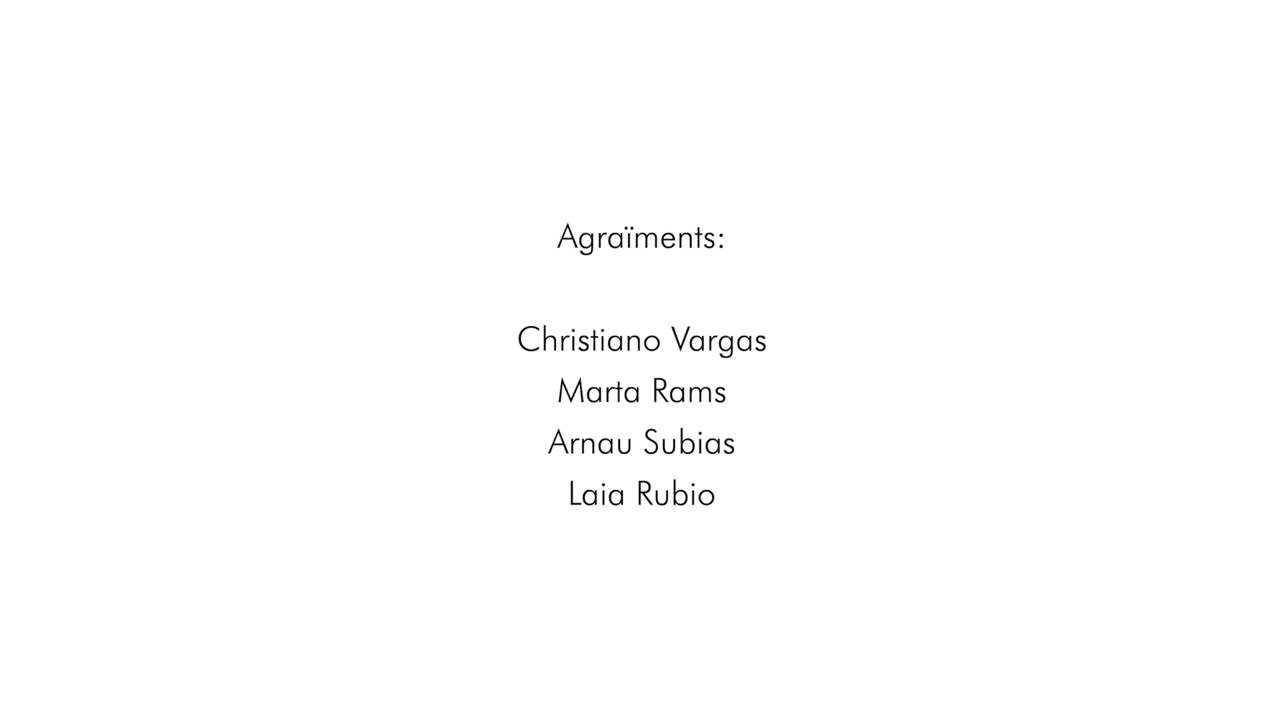 Agraïments:
Christiano Vargas
Marta Rams
Arnau Subias
Laia Rubio